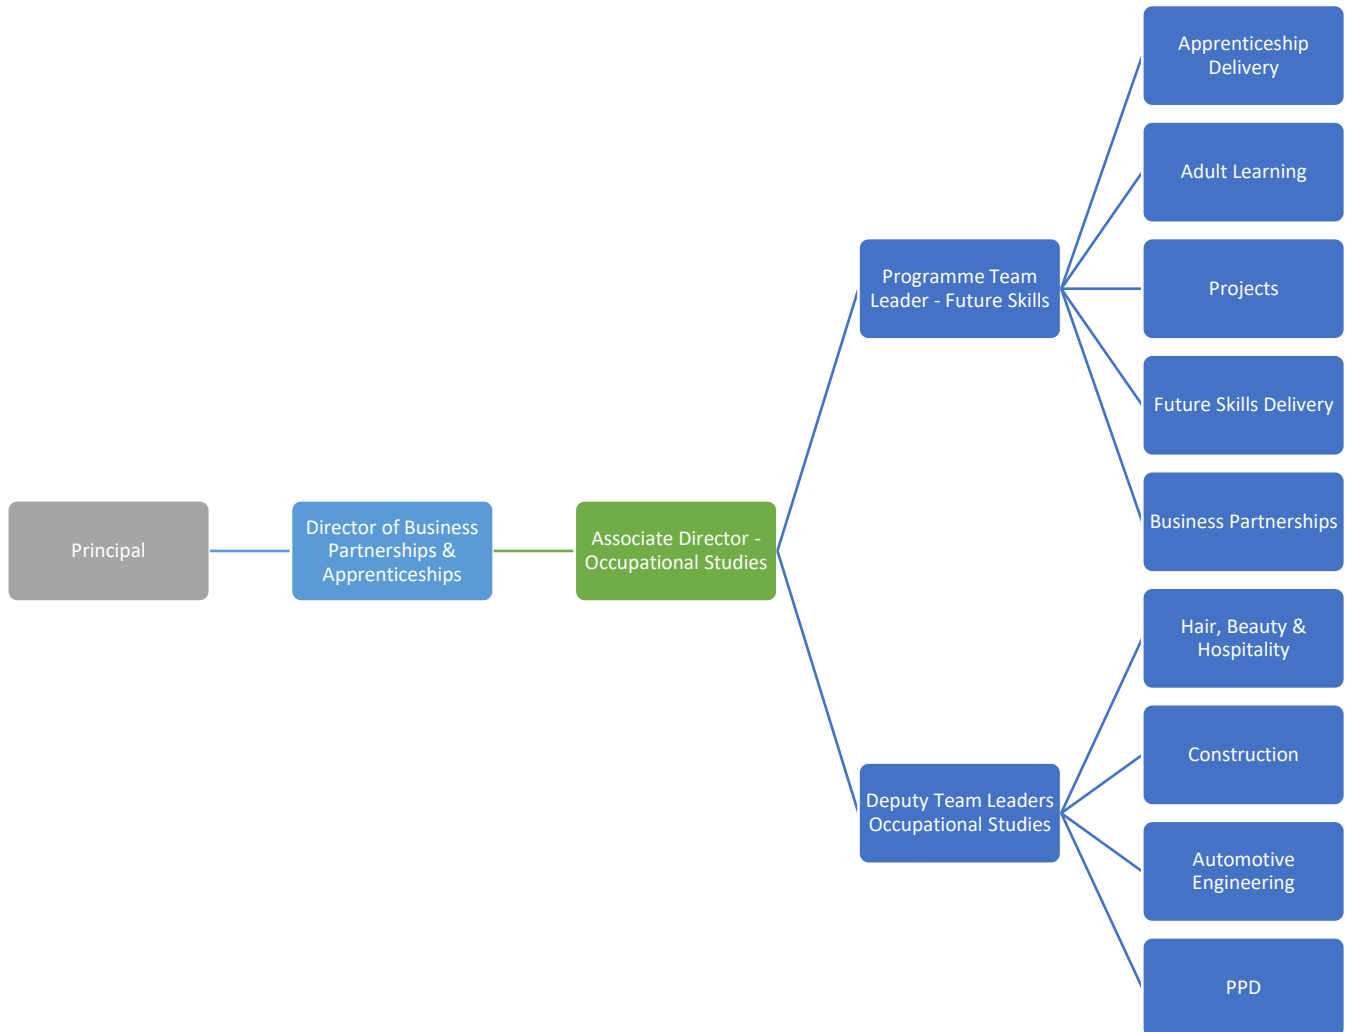 Principal
Director of Business
Partnerships &
Apprenticeships
Associate Director -
Occupational Studies
Programme Team
Leader - Future Skills
Apprenticeship
Delivery
Adult Learning
Projects
Future Skills Delivery
Business Partnerships
Deputy Team Leaders
Occupational Studies
Hair, Beauty &
Hospitality
Construction
Automotive
Engineering
PPD